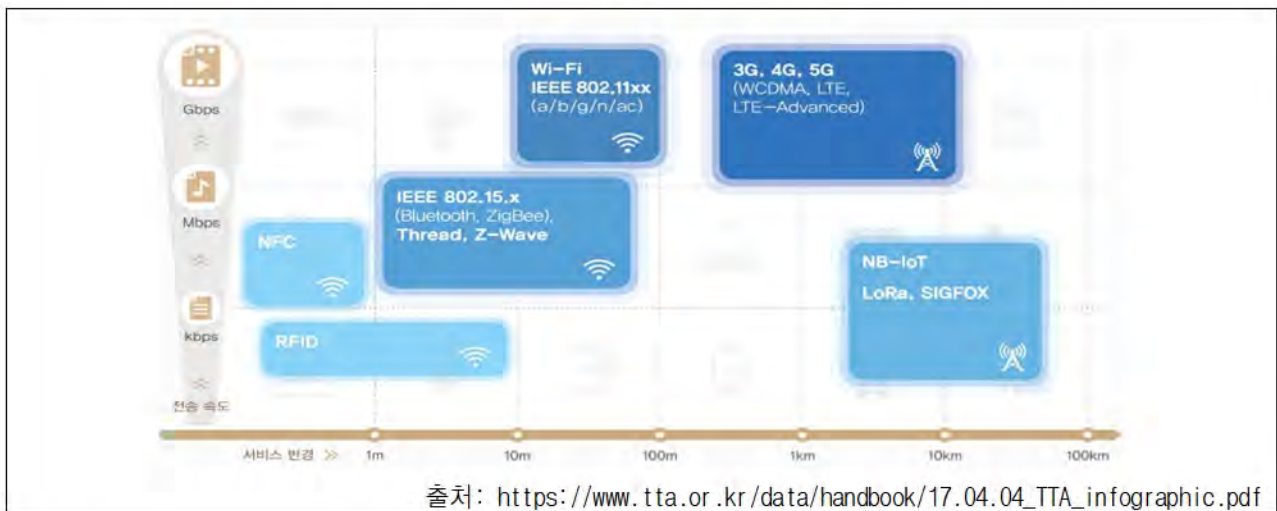 Gbps
Mbps
kbps
전송 속도
Wi-Fi
IEEE 802.11xx
(a/b/g/n/ac)
3G, 4G, 5G
(WCDMA, LTE,
LTE-Advanced)
IEEE 802.15.x
(Bluetooth, ZigBee),
Thread, Z-Wave
NFC
NB-IoT
LoRa, SIGFOX
RFID
서비스 반경 >> 1m 10m 100m 1km 10km 100km
출처: https://www.tta.or.kr/data/handbook/17.04.04_TTA_infographic.pdf